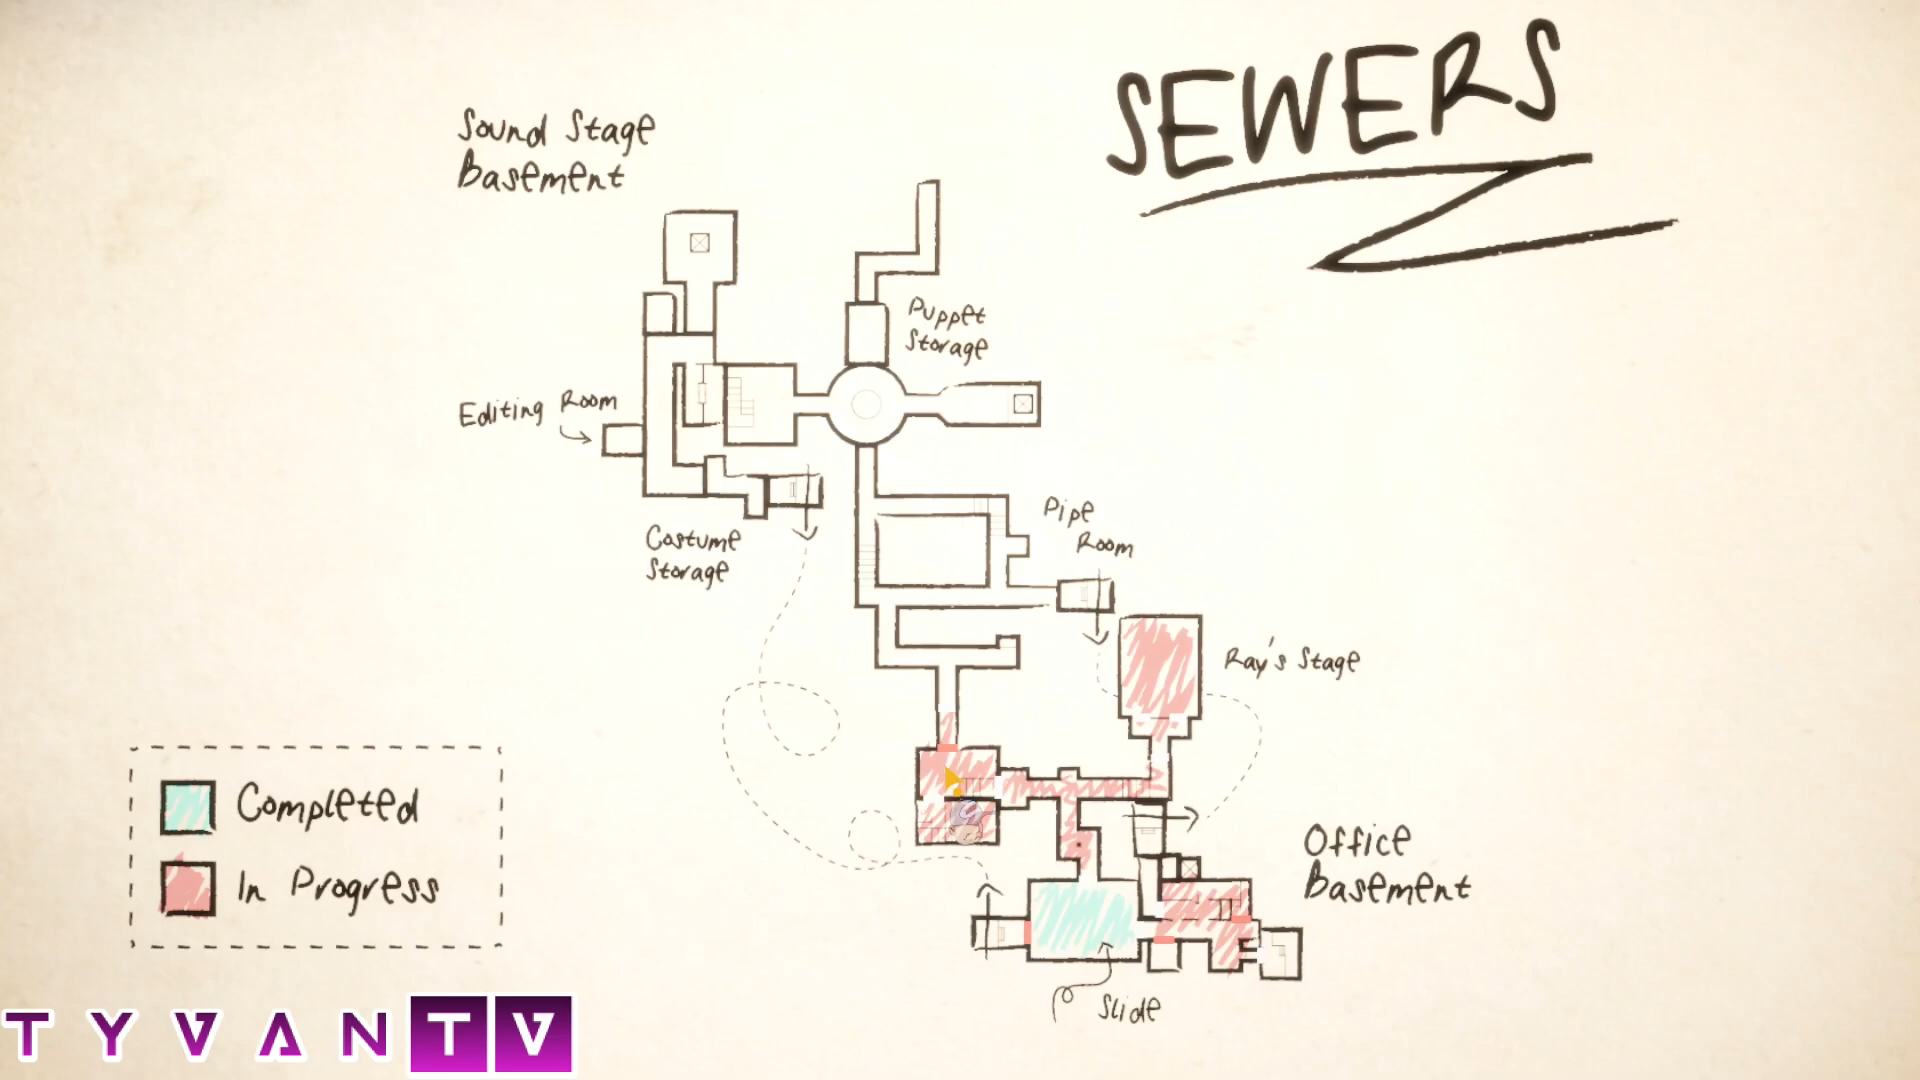 SEWERS
Sound Stage
Basement
Puppet
Storage
Editing Room
Pipe
Room
Costume
Storage
Ray's Stage
Completed
In Progress
Office
Basement
Slide
TYVANTV